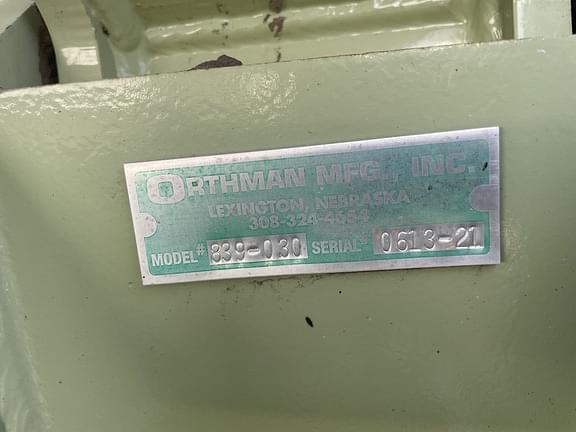 ORTHMAN MFG., INC.
LEXINGTON, NEBRASKA
308-324-4654
MODEL# 839-030 SERIAL# 0613-21